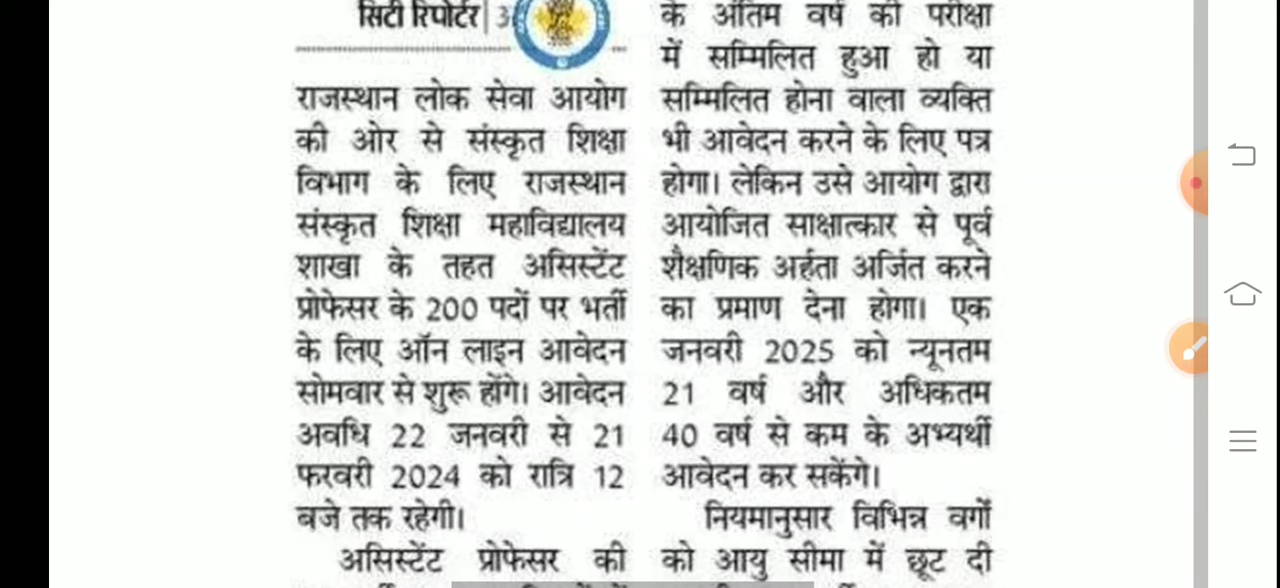 सिटी रिपोर्टर
राजस्थान लोक सेवा आयोग
की ओर से संस्कृत शिक्षा
विभाग के लिए राजस्थान
संस्कृत शिक्षा महाविद्यालय
शाखा के तहत असिस्टेंट
प्रोफेसर के 200 पदों पर भर्ती
के लिए ऑन लाइन आवेदन
सोमवार से शुरू होंगे। आवेदन
अवधि 22 जनवरी से 21
फरवरी 2024 को रात्रि 12
बजे तक रहेगी।
असिस्टेंट प्रोफेसर की
के अंतिम वर्ष की परीक्षा
में सम्मिलित हुआ हो या
सम्मिलित होना वाला व्यक्ति
भी आवेदन करने के लिए पत्र
होगा। लेकिन उसे आयोग द्वारा
आयोजित साक्षात्कार से पूर्व
शैक्षणिक अर्हता अर्जित करने
का प्रमाण देना होगा। एक
जनवरी 2025 को न्यूनतम
21 वर्ष और अधिकतम
40 वर्ष से कम के अभ्यर्थी
आवेदन कर सकेंगे।
नियमानुसार विभिन्न वर्गों
को आयु सीमा में छूट दी